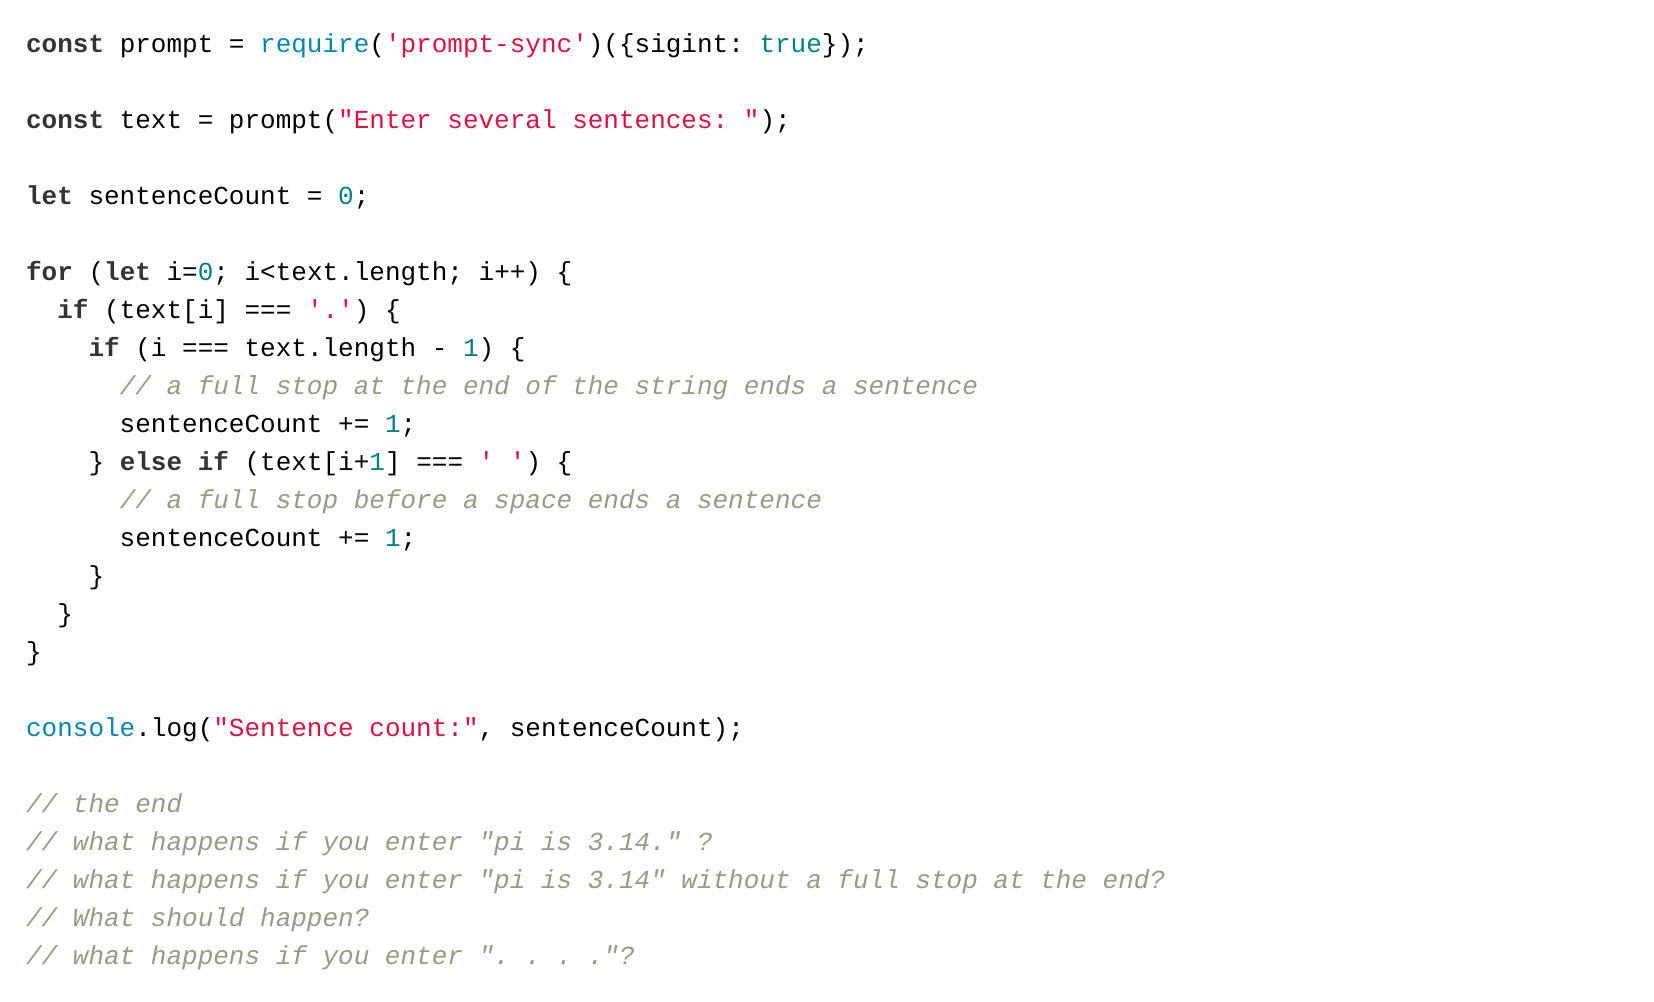 const prompt = require('prompt-sync')({sigint: true});

const text = prompt("Enter several sentences: ");

let sentenceCount = 0;

for (let i=0; i<text.length; i++) {
  if (text[i] === '.') {
    if (i === text.length - 1) {
      // a full stop at the end of the string ends a sentence
      sentenceCount += 1;
    } else if (text[i+1] === ' ') {
      // a full stop before a space ends a sentence
      sentenceCount += 1;
    }
  }
}

console.log("Sentence count:", sentenceCount);

// the end
// what happens if you enter "pi is 3.14." ?
// what happens if you enter "pi is 3.14" without a full stop at the end?
// What should happen?
// what happens if you enter ". . . ."?